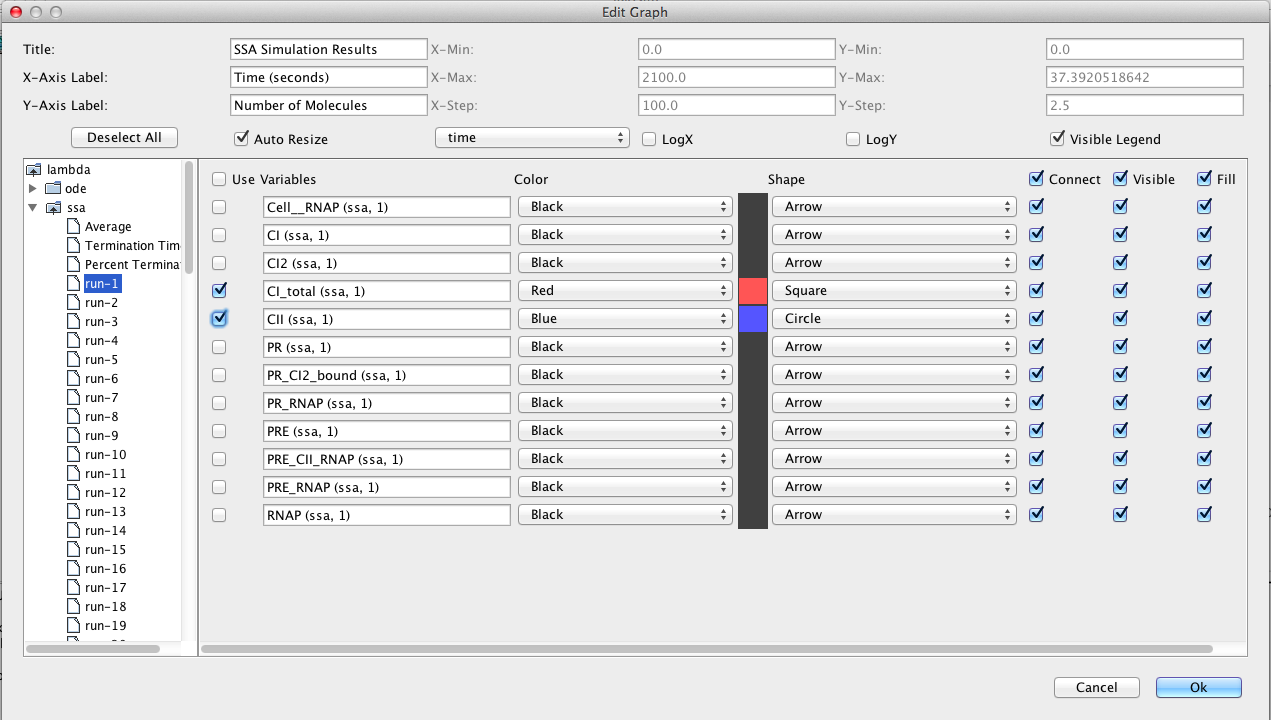 Edit Graph
Title: SSA Simulation Results X-Min: 0.0 Y-Min: 0.0
X-Axis Label: Time (seconds) X-Max: 2100.0 Y-Max: 37.3920518642
Y-Axis Label: Number of Molecules X-Step: 100.0 Y-Step: 2.5
Deselect All Auto Resize time LogX LogY Visible Legend
lambda
ode
ssa
Average
Termination Tim
Percent Termina
run-1
run-2
run-3
run-4
run-5
run-6
run-7
run-8
run-9
run-10
run-11
run-12
run-13
run-14
run-15
run-16
run-17
run-18
run-19
Use Variables Color Shape Connect Visible Fill
Cell__RNAP (ssa, 1) Black Arrow
CI (ssa, 1) Black Arrow
CI2 (ssa, 1) Black Arrow
CI_total (ssa, 1) Red Square
CII (ssa, 1) Blue Circle
PR (ssa, 1) Black Arrow
PR_CI2_bound (ssa, 1) Black Arrow
PR_RNAP (ssa, 1) Black Arrow
PRE (ssa, 1) Black Arrow
PRE_CII_RNAP (ssa, 1) Black Arrow
PRE_RNAP (ssa, 1) Black Arrow
RNAP (ssa, 1) Black Arrow
Cancel Ok